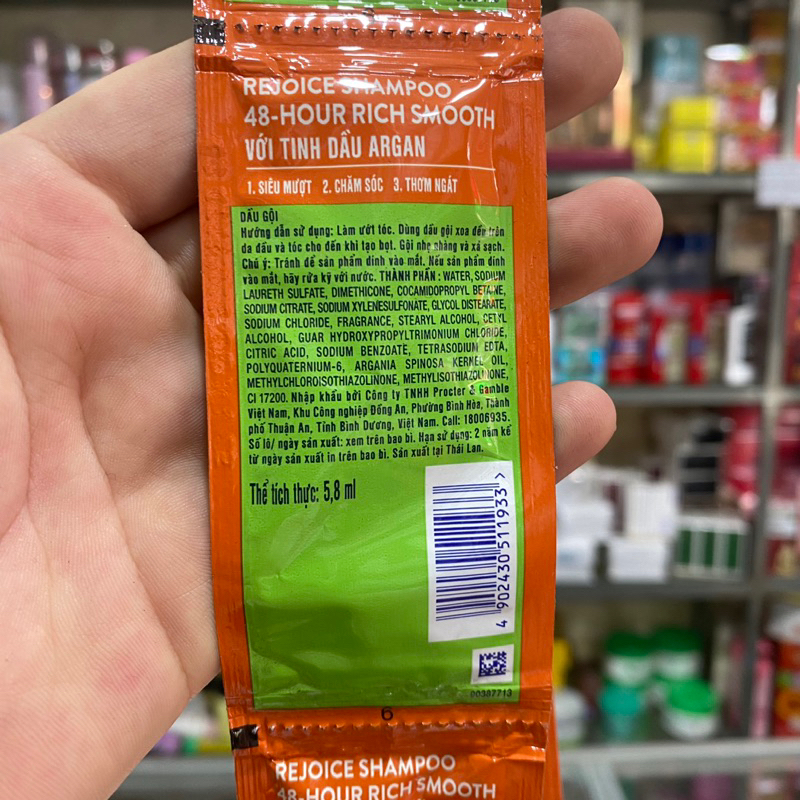 REJOICE SHAMPOO
48-HOUR RICH SMOOTH
VỚI TINH DẦU ARGAN
1. SIÊU MƯỢT 2. CHĂM SÓC 3. THƠM NGÁT
DẦU GỘI
Hướng dẫn sử dụng: Làm ướt tóc. Dùng dầu gội xoa đều trên
da đầu và tóc cho đến khi tạo bọt. Gội nhẹ nhàng và xả sạch.
Chú ý: Tránh để sản phẩm dính vào mắt. Nếu sản phẩm dính
vào mắt, hãy rửa kỹ với nước. THÀNH PHẦN: WATER, SODIUM
LAURETH SULFATE, DIMETHICONE, COCAMIDOPROPYL BETAINE,
SODIUM CITRATE, SODIUM XYLENESULFONATE, GLYCOL DISTEARATE,
SODIUM CHLORIDE, FRAGRANCE, STEARYL ALCOHOL, CETYL
ALCOHOL, GUAR HYDROXYPROPYLTRIMONIUM CHLORIDE,
CITRIC ACID, SODIUM BENZOATE, TETRASODIUM EDTA,
POLYQUATERNIUM-6, ARGANIA SPINOSA KERNEL OIL,
METHYLCHLOROISOTHIAZOLINONE, METHYLISOTHIAZOLINONE,
CI 17200. Nhập khẩu bởi Công ty TNHH Procter & Gamble
Việt Nam, Khu Công nghiệp Đồng An, Phường Bình Hòa, Thành
phố Thuận An, Tỉnh Bình Dương, Việt Nam. Call: 18006935.
Số lô/ ngày sản xuất: xem trên bao bì. Hạn sử dụng: 2 năm kể
từ ngày sản xuất in trên bao bì. Sản xuất tại Thái Lan.
Thể tích thực: 5,8 ml
4 902430 511933 >
90387713
6
REJOICE SHAMPOO
48-HOUR RICH SMOOTH